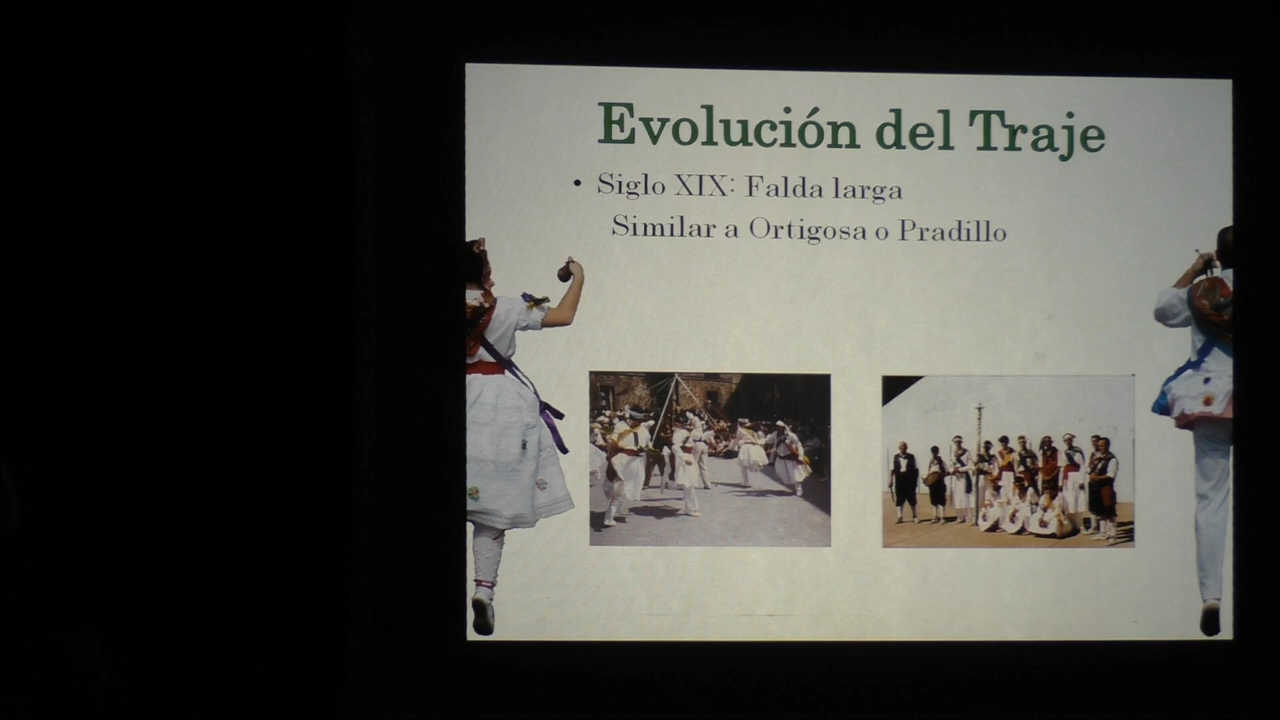 Evolución del Traje
• Siglo XIX: Falda larga
Similar a Ortigosa o Pradillo